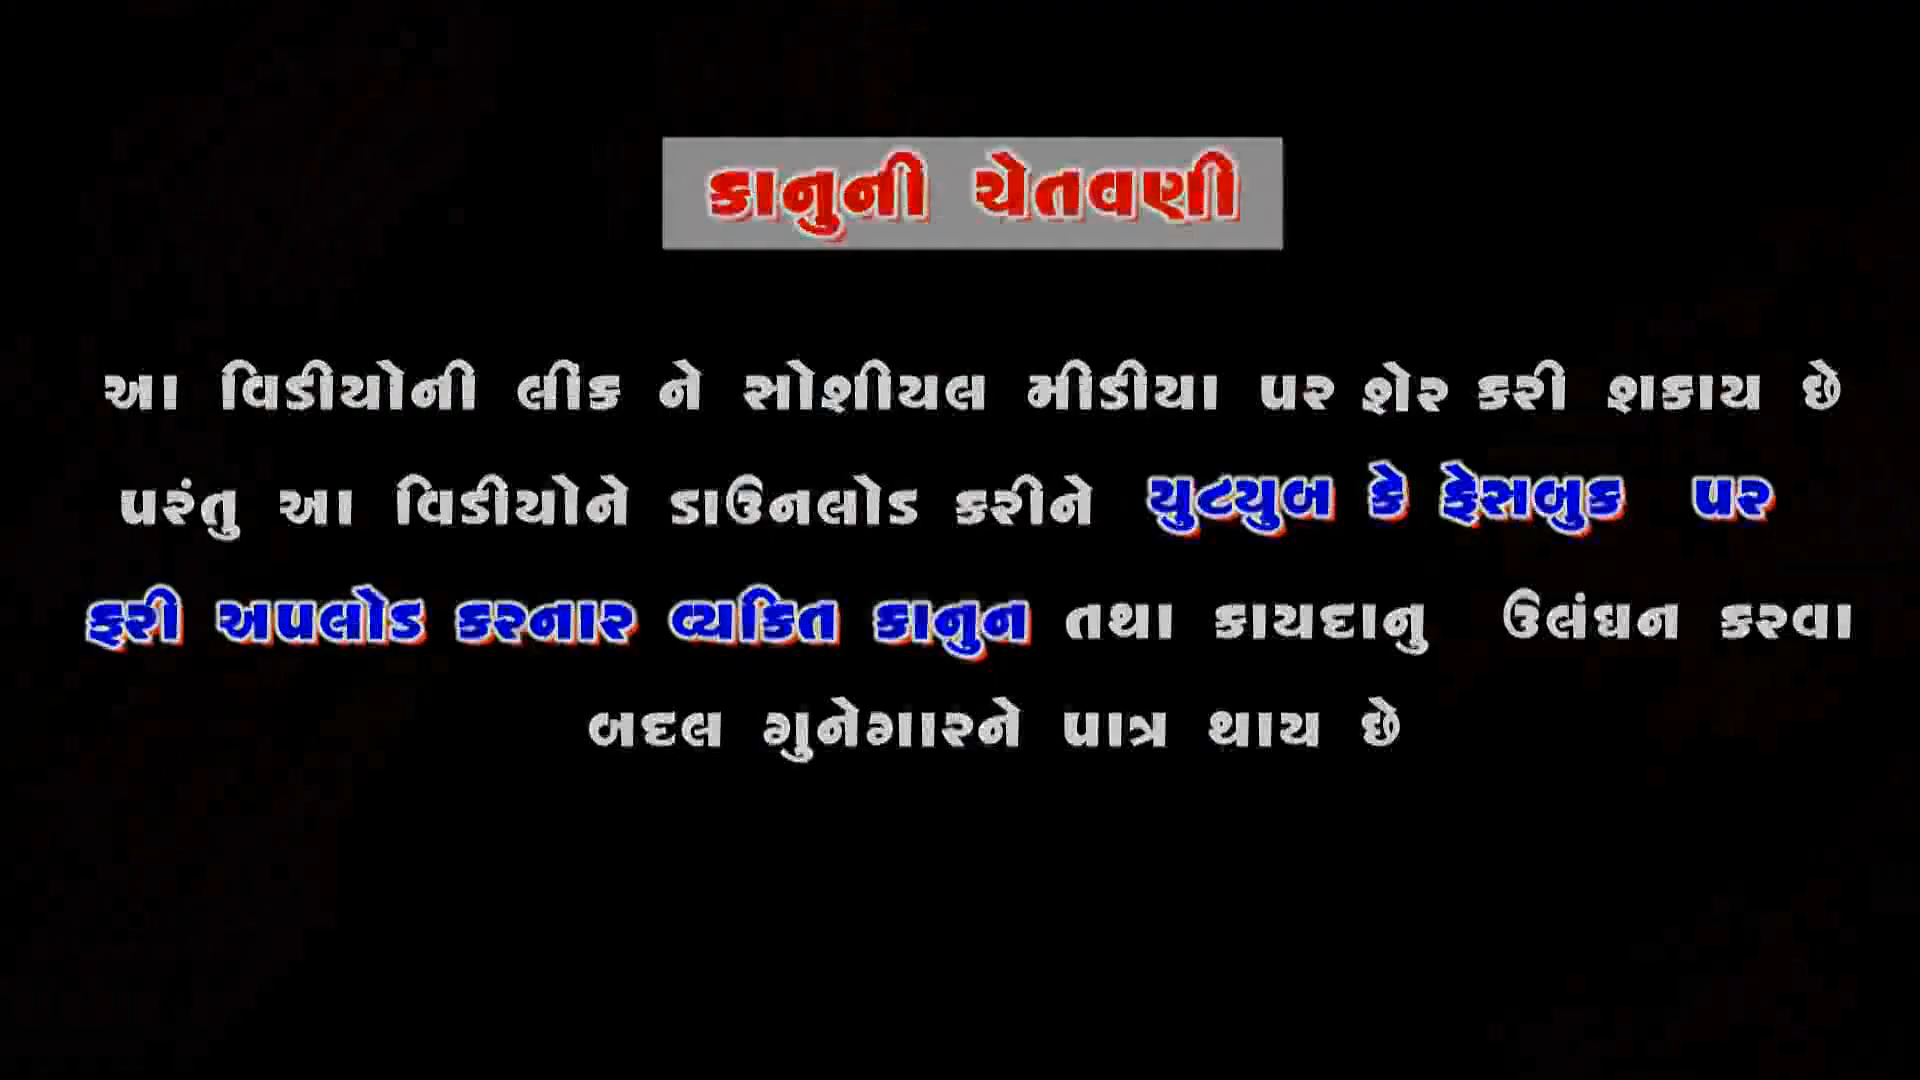 કાનુની ચેતવણી
આ વિડીયોની લીંક ને સોશીયલ મીડીયા પર શેર કરી શકાય છે
પરંતુ આ વિડીયોને ડાઉનલોડ કરીને યુટયુબ કે ફેસબુક પર
ફરી અપલોડ કરનાર વ્યકિત કાનુન તથા કાયદાનુ ઉલંઘન કરવા
બદલ ગુનેગારને પાત્ર થાય છે